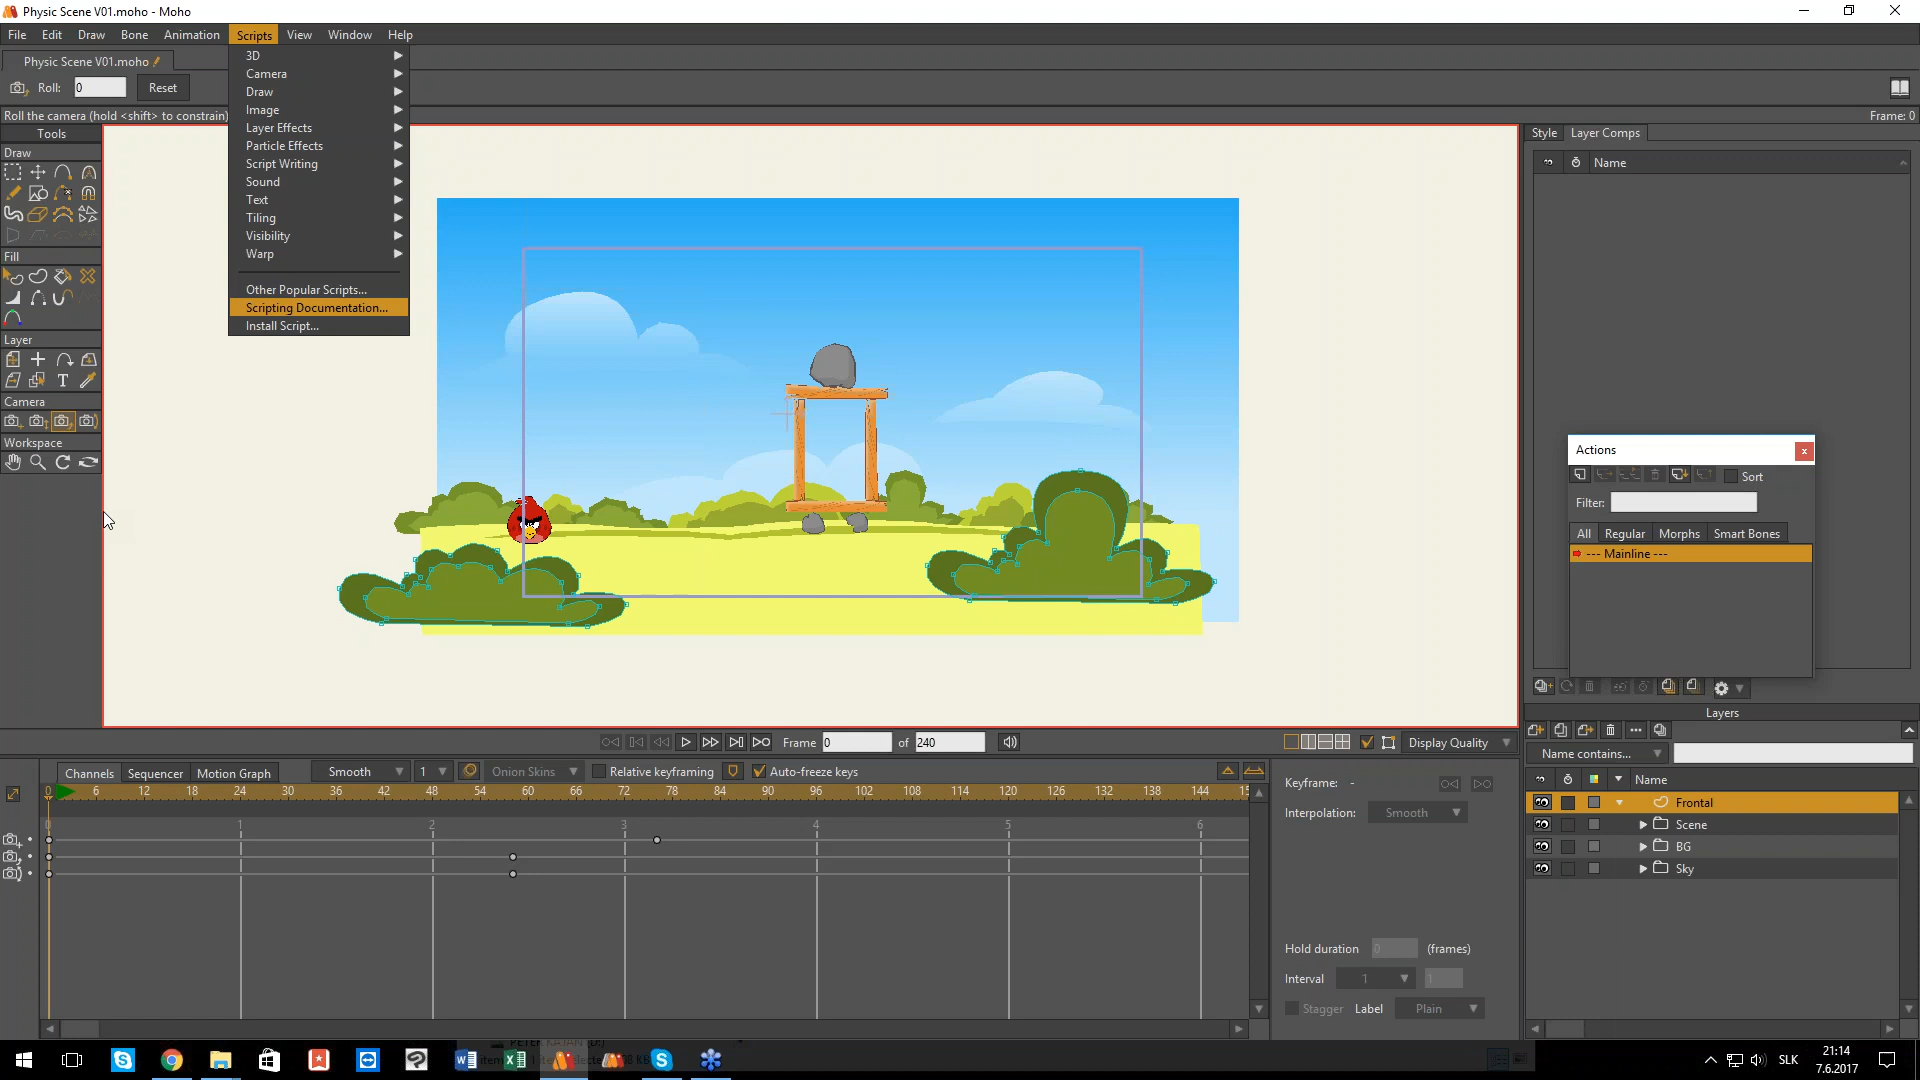 Physic Scene V01.moho - Moho
File Edit Draw Bone Animation Scripts View Window Help
Physic Scene V01.moho
Roll: 0 Reset
Roll the camera (hold <shift> to constrain) Frame: 0
Tools
Draw
Fill
Layer
Camera
Workspace
3D
Camera
Draw
Image
Layer Effects
Particle Effects
Script Writing
Sound
Text
Tiling
Visibility
Warp
Other Popular Scripts...
Scripting Documentation...
Install Script...
Style Layer Comps
Name
Actions
Sort
Filter:
All Regular Morphs Smart Bones
--- Mainline ---
Layers
Name contains...
Name
Frontal
Scene
BG
Sky
Frame 0 of 240 Display Quality
Channels Sequencer Motion Graph Smooth 1 Onion Skins Relative keyframing Auto-freeze keys
0 6 12 18 24 30 36 42 48 54 60 66 72 78 84 90 96 102 108 114 120 126 132 138 144
0 1 2 3 4 5 6
Keyframe: -
Interpolation: Smooth
Hold duration 0 (frames)
Interval 1 1
Stagger Label Plain
SLK
21:14
7.6.2017